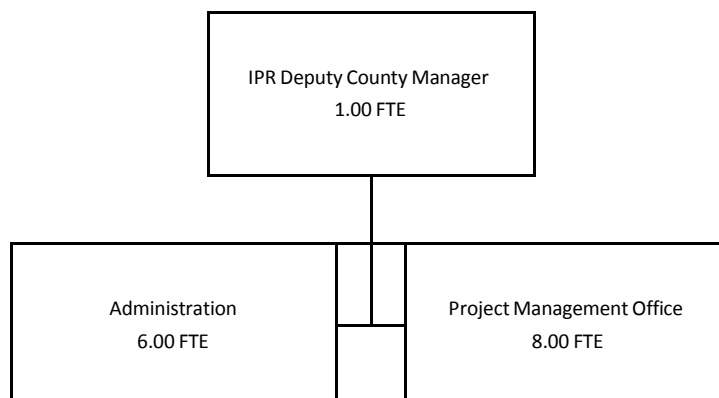 IPR Deputy County Manager
1.00 FTE
Administration
6.00 FTE
Project Management Office
8.00 FTE